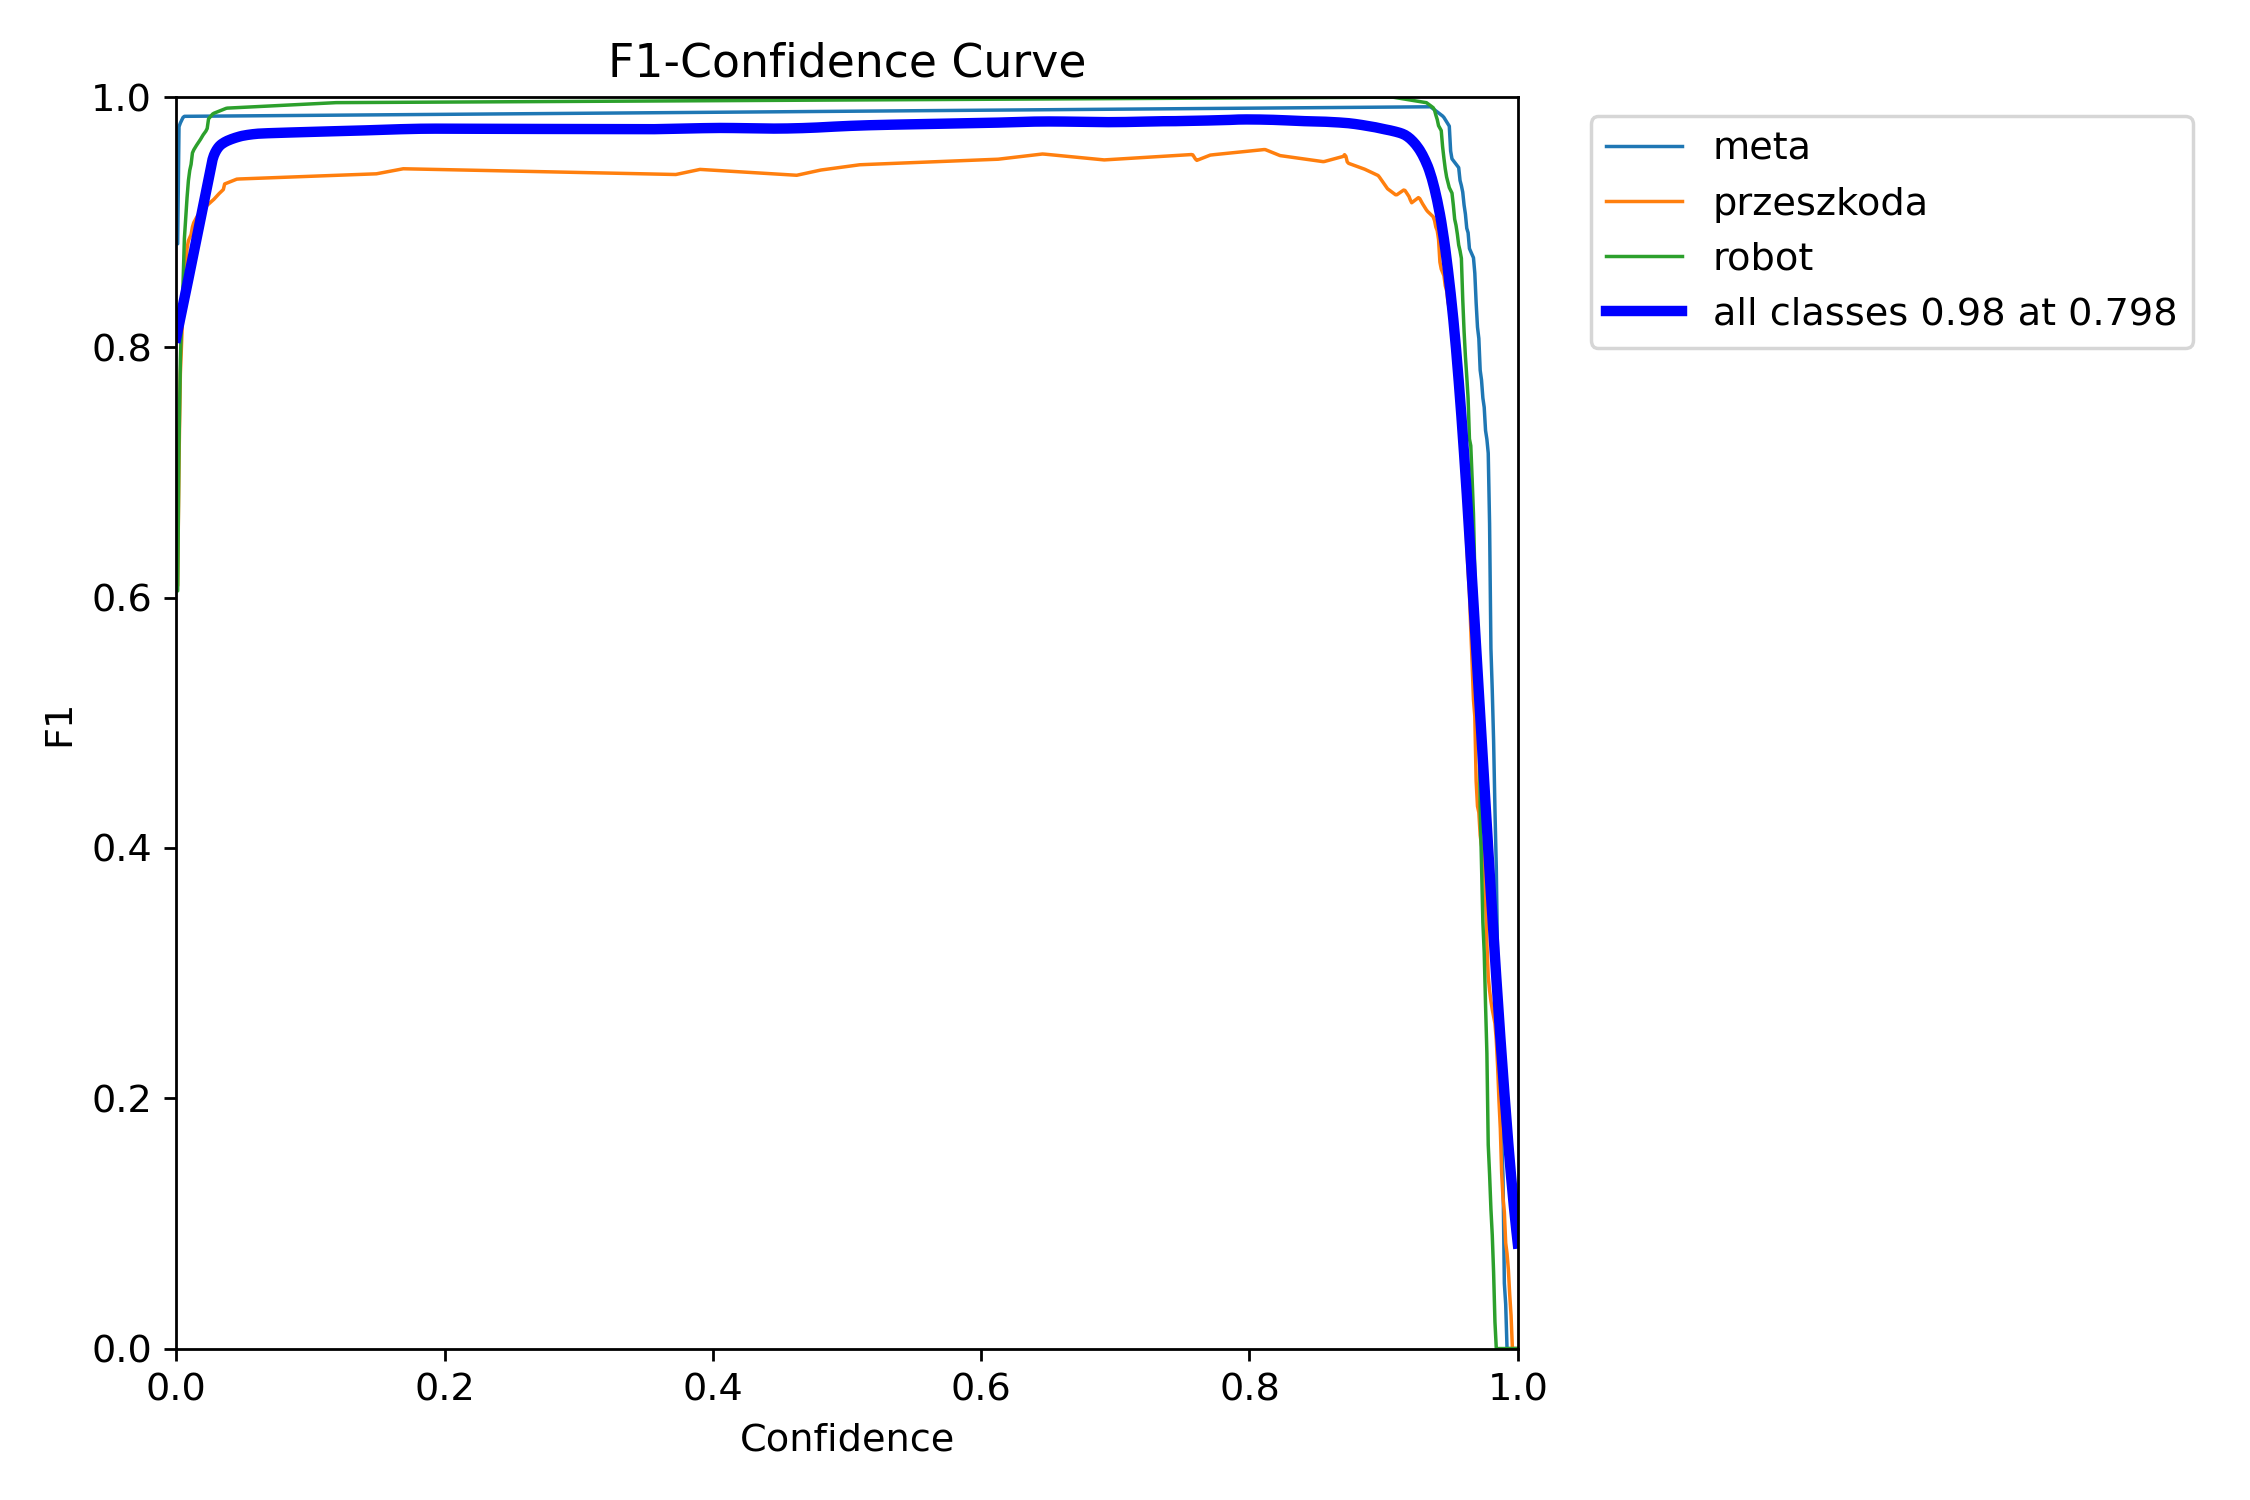 F1-Confidence Curve
1.0
0.8
0.6
0.4
0.2
0.0
F1
0.0 0.2 0.4 0.6 0.8 1.0
Confidence
meta
przeszkoda
robot
all classes 0.98 at 0.798